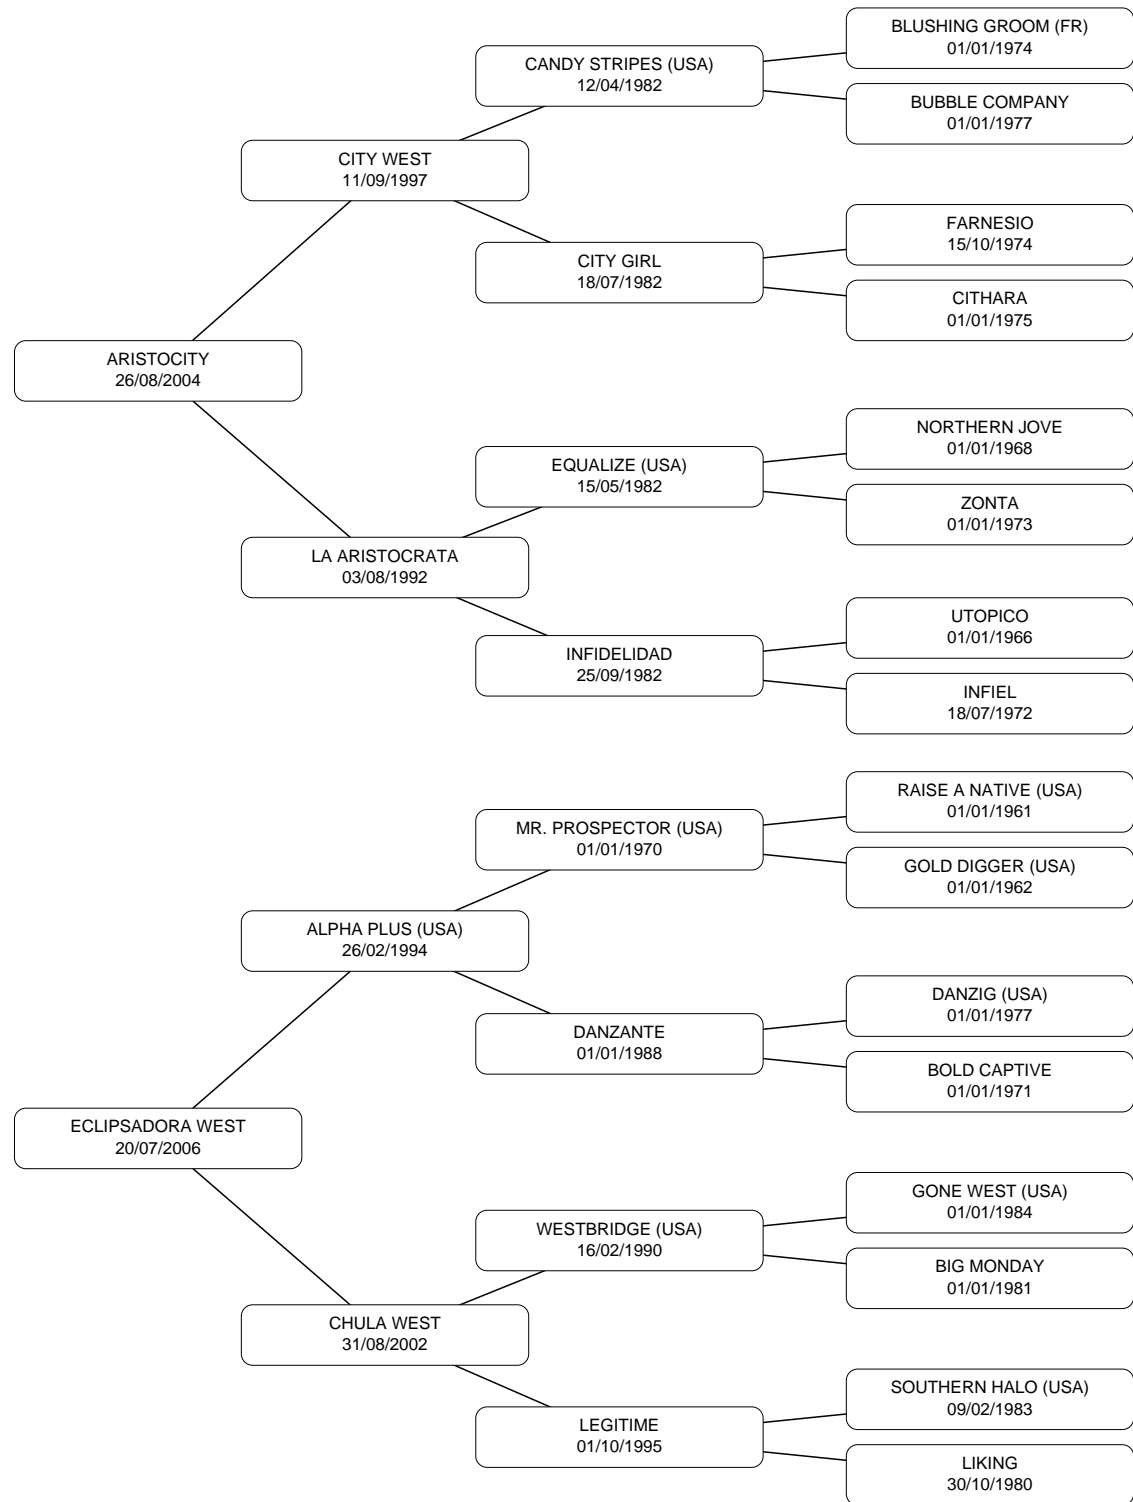 BLUSHING GROOM (FR)
01/01/1974
CANDY STRIPES (USA)
12/04/1982
BUBBLE COMPANY
01/01/1977
CITY WEST
11/09/1997
FARNESIO
15/10/1974
CITY GIRL
18/07/1982
CITHARA
01/01/1975
ARISTOCITY
26/08/2004
NORTHERN JOVE
01/01/1968
EQUALIZE (USA)
15/05/1982
ZONTA
01/01/1973
LA ARISTOCRATA
03/08/1992
UTOPICO
01/01/1966
INFIDELIDAD
25/09/1982
INFIEL
18/07/1972
RAISE A NATIVE (USA)
01/01/1961
MR. PROSPECTOR (USA)
01/01/1970
GOLD DIGGER (USA)
01/01/1962
ALPHA PLUS (USA)
26/02/1994
DANZIG (USA)
01/01/1977
DANZANTE
01/01/1988
BOLD CAPTIVE
01/01/1971
ECLIPSADORA WEST
20/07/2006
GONE WEST (USA)
01/01/1984
WESTBRIDGE (USA)
16/02/1990
BIG MONDAY
01/01/1981
CHULA WEST
31/08/2002
SOUTHERN HALO (USA)
09/02/1983
LEGITIME
01/10/1995
LIKING
30/10/1980